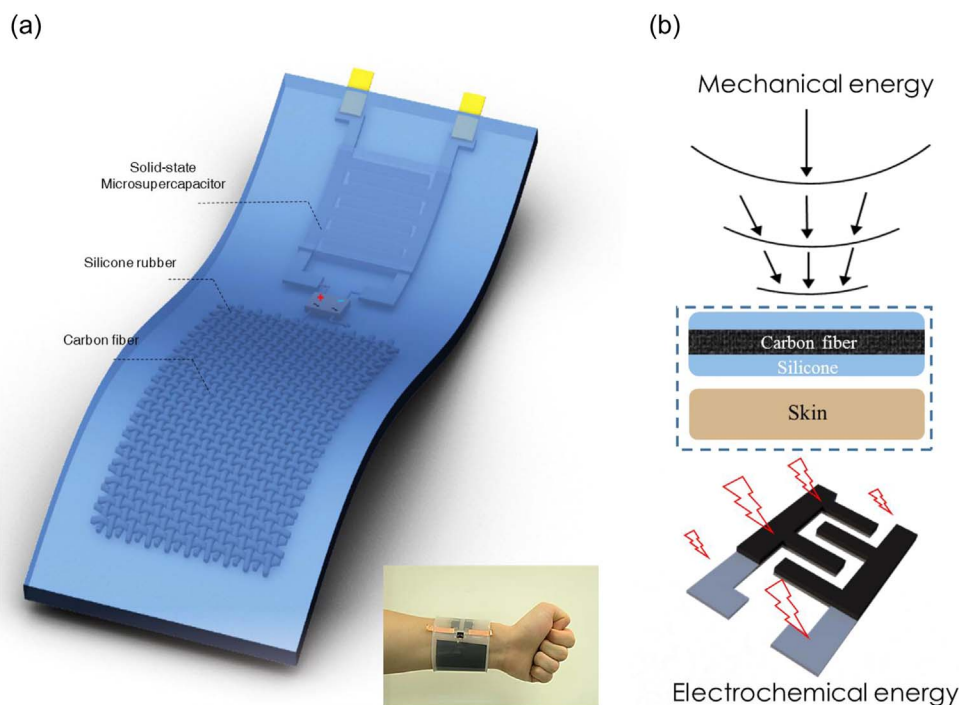 (a)
Solid-state
Microsupercapacitor
Silicone rubber
Carbon fiber
(b)
Mechanical energy
Carbon fiber
Silicone
Skin
Electrochemical energy